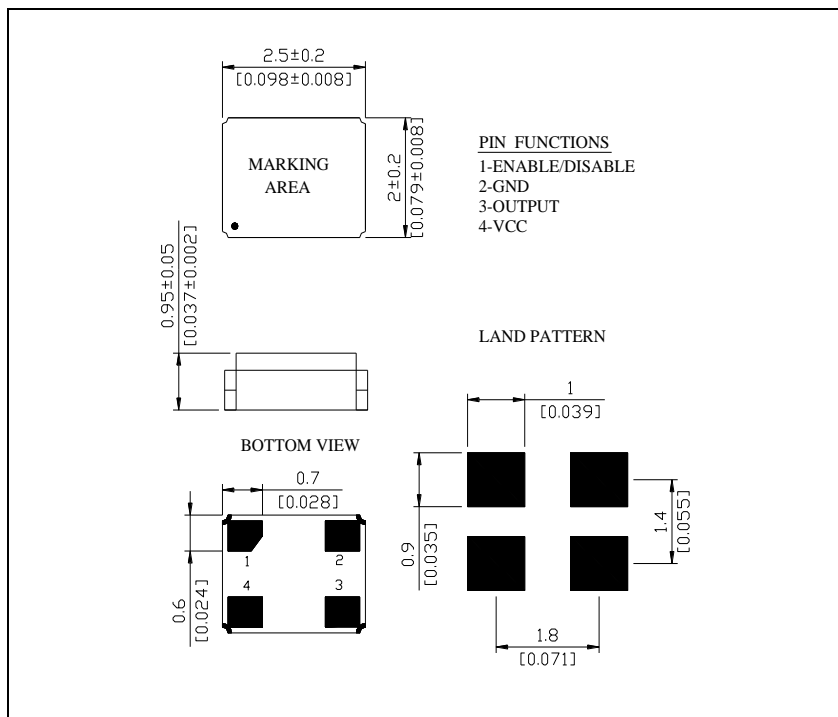 2.5±0.2
[0.098±0.008]
MARKING
AREA
2±0.2
[0.079±0.008]
PIN FUNCTIONS
1-ENABLE/DISABLE
2-GND
3-OUTPUT
4-VCC
0.95±0.05
[0.037±0.002]
LAND PATTERN
1
[0.039]
BOTTOM VIEW
0.7
[0.028]
1
2
4
3
0.6
[0.024]
0.9
[0.035]
1.4
[0.055]
1.8
[0.071]